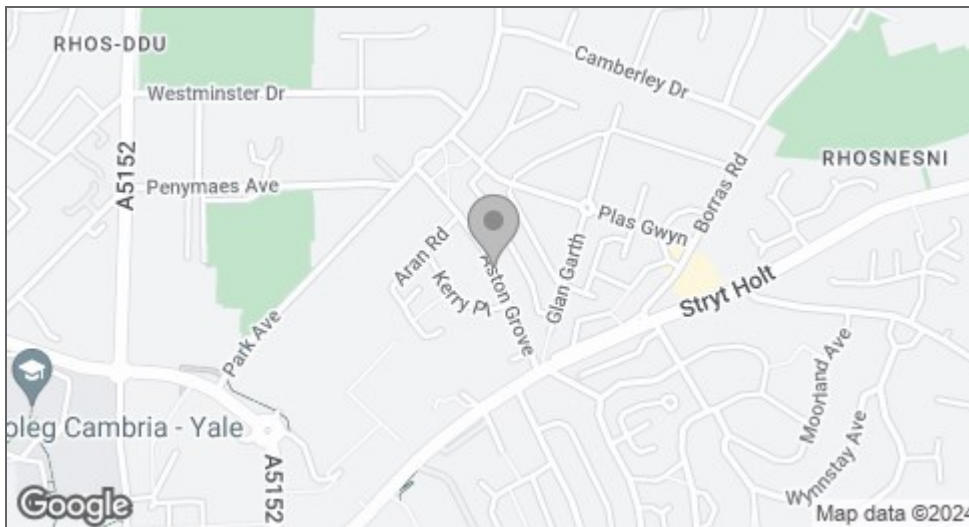 RHOS-DDU
Westminster Dr
Camberley Dr
RHOSNESNI
A5152
Penymaes Ave
Borras Rd
Plas Gwyn
Aran Rd
Kerry Pl
Aston Grove
Glan Garth
Stryt Holt
Park Ave
Moorland Ave
oleg Cambria - Yale
A5152
Wynnstay Ave
Google
Map data ©2024